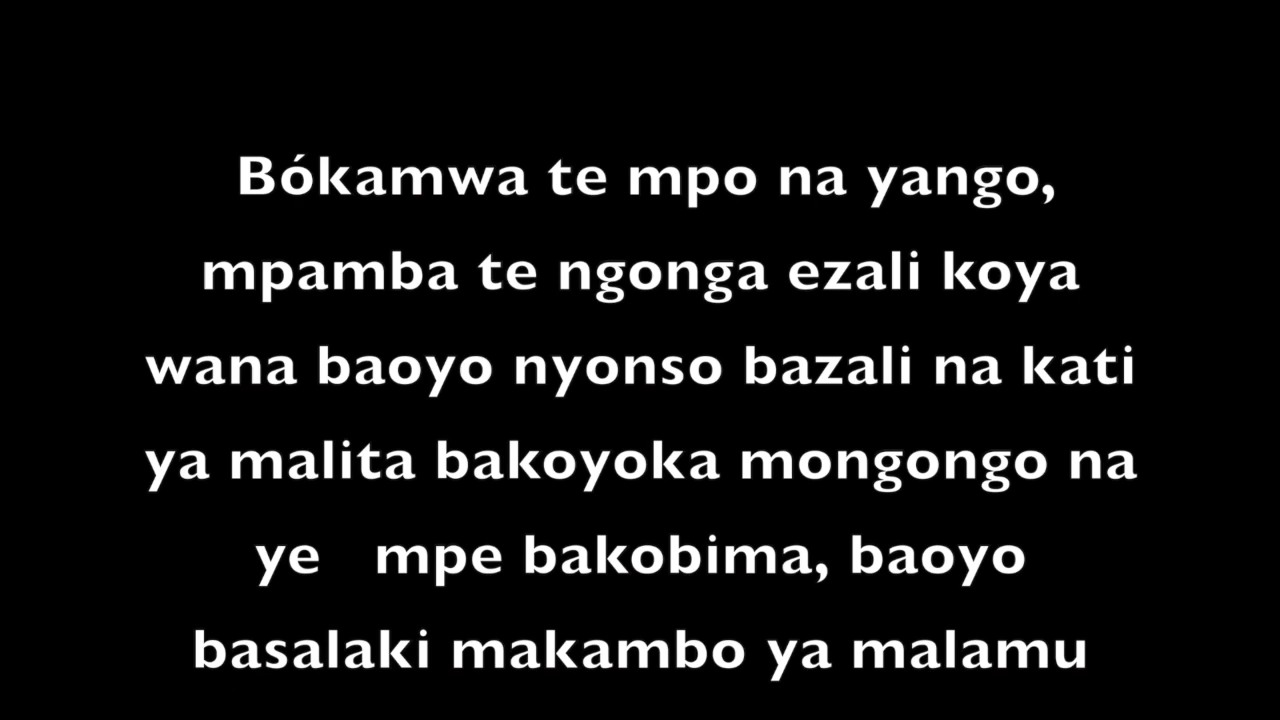 Bókamwa te mpo na yango,
mpamba te ngonga ezali koya
wana baoyo nyonso bazali na kati
ya malita bakoyoka mongongo na
ye mpe bakobima, baoyo
basalaki makambo ya malamu